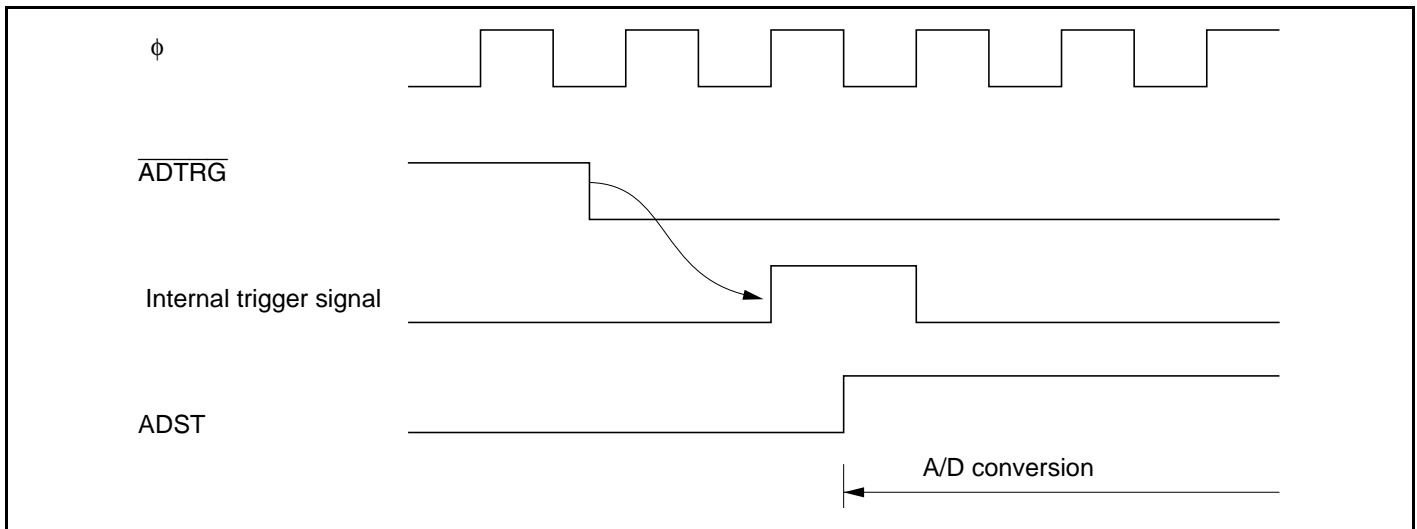 ϕ
ADTRG
Internal trigger signal
ADST
A/D conversion